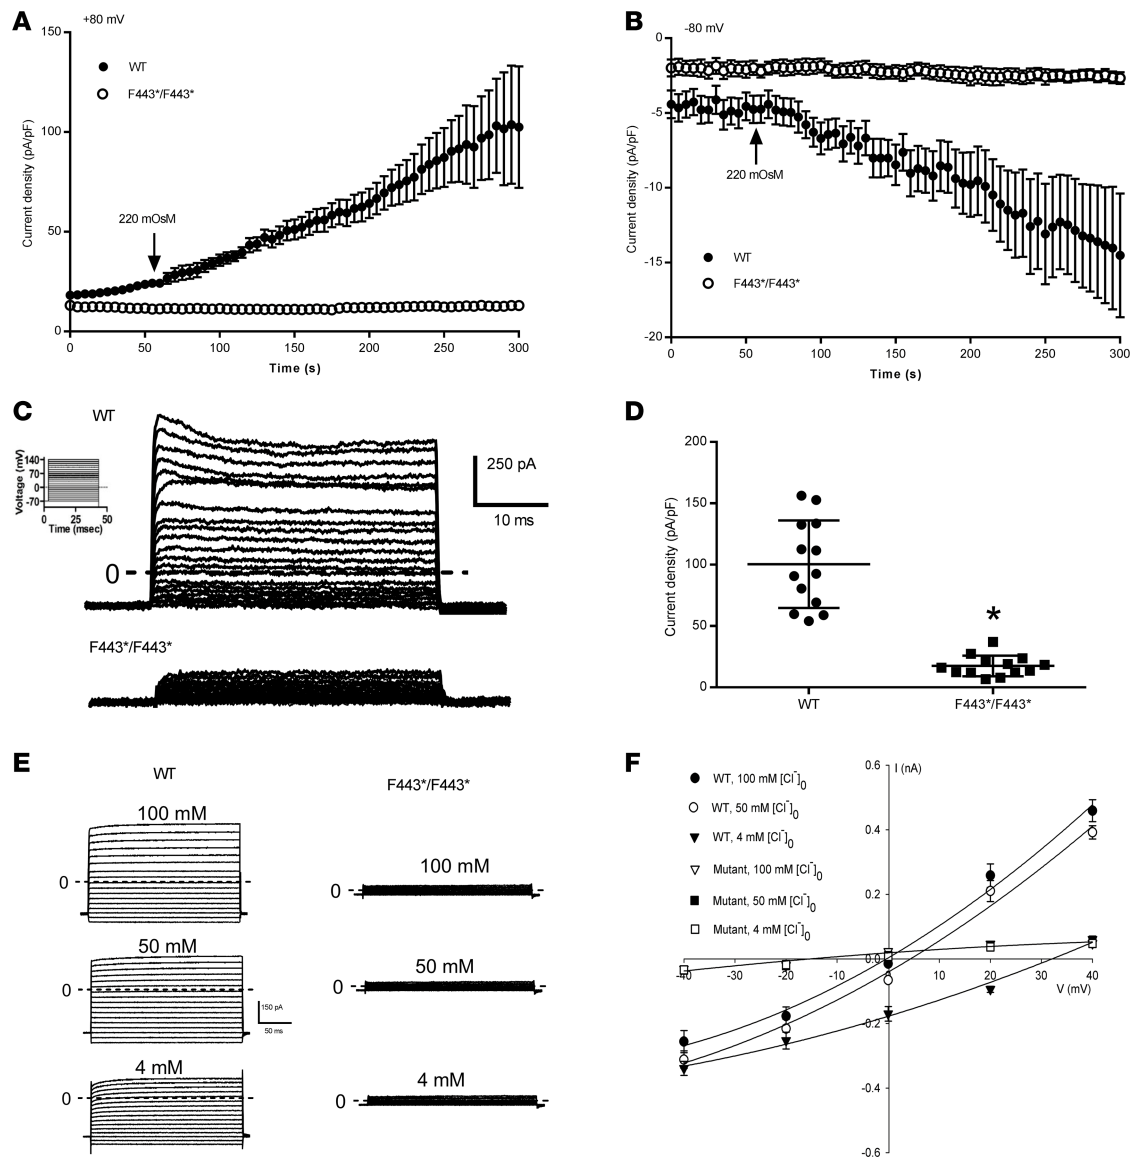 A
+80 mV
150
100
50
0
Current density (pA/pF)
WT
F443*/F443*
220 mOsM
0 50 100 150 200 250 300
Time (s)
B
-80 mV
0
-5
-10
-15
-20
Current density (pA/pF)
220 mOsM
WT
F443*/F443*
0 50 100 150 200 250 300
Time (s)
C
WT
Voltage (mV)
140
70
0
-70
0 25 50
Time (msec)
250 pA
10 ms
0
F443*/F443*
D
200
150
100
50
0
Current density (pA/pF)
*
WT F443*/F443*
E
WT
F443*/F443*
100 mM
0
100 mM
0
50 mM
0
50 mM
0
150 pA
50 ms
4 mM
0
4 mM
0
F
WT, 100 mM [Cl⁻]₀
WT, 50 mM [Cl⁻]₀
WT, 4 mM [Cl⁻]₀
Mutant, 100 mM [Cl⁻]₀
Mutant, 50 mM [Cl⁻]₀
Mutant, 4 mM [Cl⁻]₀
I (nA)
0.6
0.4
0.2
0.0
-0.2
-0.4
-0.6
-40 -30 -20 -10 0 10 20 30 40
V (mV)